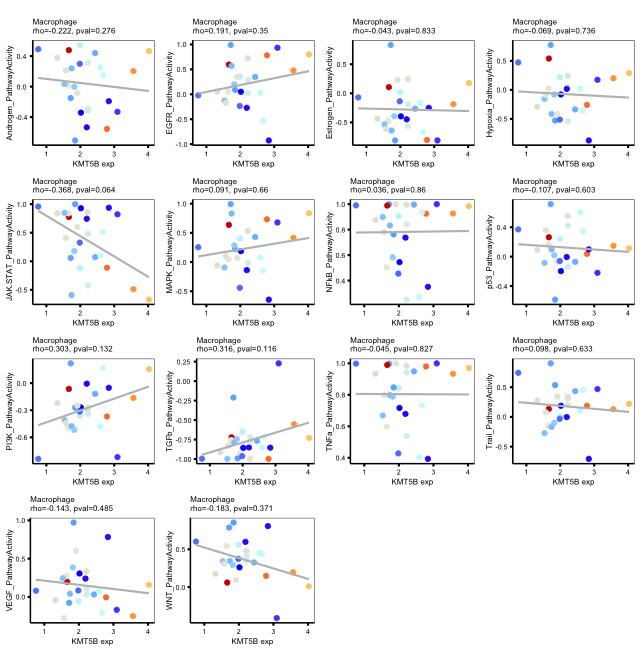 Macrophage
rho=-0.222, pval=0.276
Androgen_PathwayActivity
0.4
0.0
-0.4
1 2 3 4
KMT5B exp
Macrophage
rho=0.191, pval=0.35
EGFR_PathwayActivity
1.0
0.5
0.0
-0.5
-1.0
1 2 3 4
KMT5B exp
Macrophage
rho=-0.043, pval=0.833
Estrogen_PathwayActivity
0.5
0.0
-0.5
1 2 3 4
KMT5B exp
Macrophage
rho=-0.069, pval=0.736
Hypoxia_PathwayActivity
0.5
0.0
-0.5
1 2 3 4
KMT5B exp
Macrophage
rho=-0.368, pval=0.064
JAK.STAT_PathwayActivity
1.0
0.5
0.0
-0.5
1 2 3 4
KMT5B exp
Macrophage
rho=0.091, pval=0.66
MAPK_PathwayActivity
1.0
0.5
0.0
-0.5
1 2 3 4
KMT5B exp
Macrophage
rho=0.036, pval=0.86
NFkB_PathwayActivity
1.0
0.8
0.6
0.4
1 2 3 4
KMT5B exp
Macrophage
rho=-0.107, pval=0.603
p53_PathwayActivity
0.8
0.4
0.0
-0.4
1 2 3 4
KMT5B exp
Macrophage
rho=0.303, pval=0.132
PI3K_PathwayActivity
0.0
-0.3
-0.6
1 2 3 4
KMT5B exp
Macrophage
rho=0.316, pval=0.116
TGFb_PathwayActivity
0.25
0.00
-0.25
-0.50
-0.75
-1.00
1 2 3 4
KMT5B exp
Macrophage
rho=-0.045, pval=0.827
TNFa_PathwayActivity
1.0
0.8
0.6
0.4
1 2 3 4
KMT5B exp
Macrophage
rho=0.098, pval=0.633
Trail_PathwayActivity
0.5
0.0
-0.5
1 2 3 4
KMT5B exp
Macrophage
rho=-0.143, pval=0.485
VEGF_PathwayActivity
1.0
0.5
0.0
1 2 3 4
KMT5B exp
Macrophage
rho=-0.183, pval=0.371
WNT_PathwayActivity
0.5
0.0
1 2 3 4
KMT5B exp